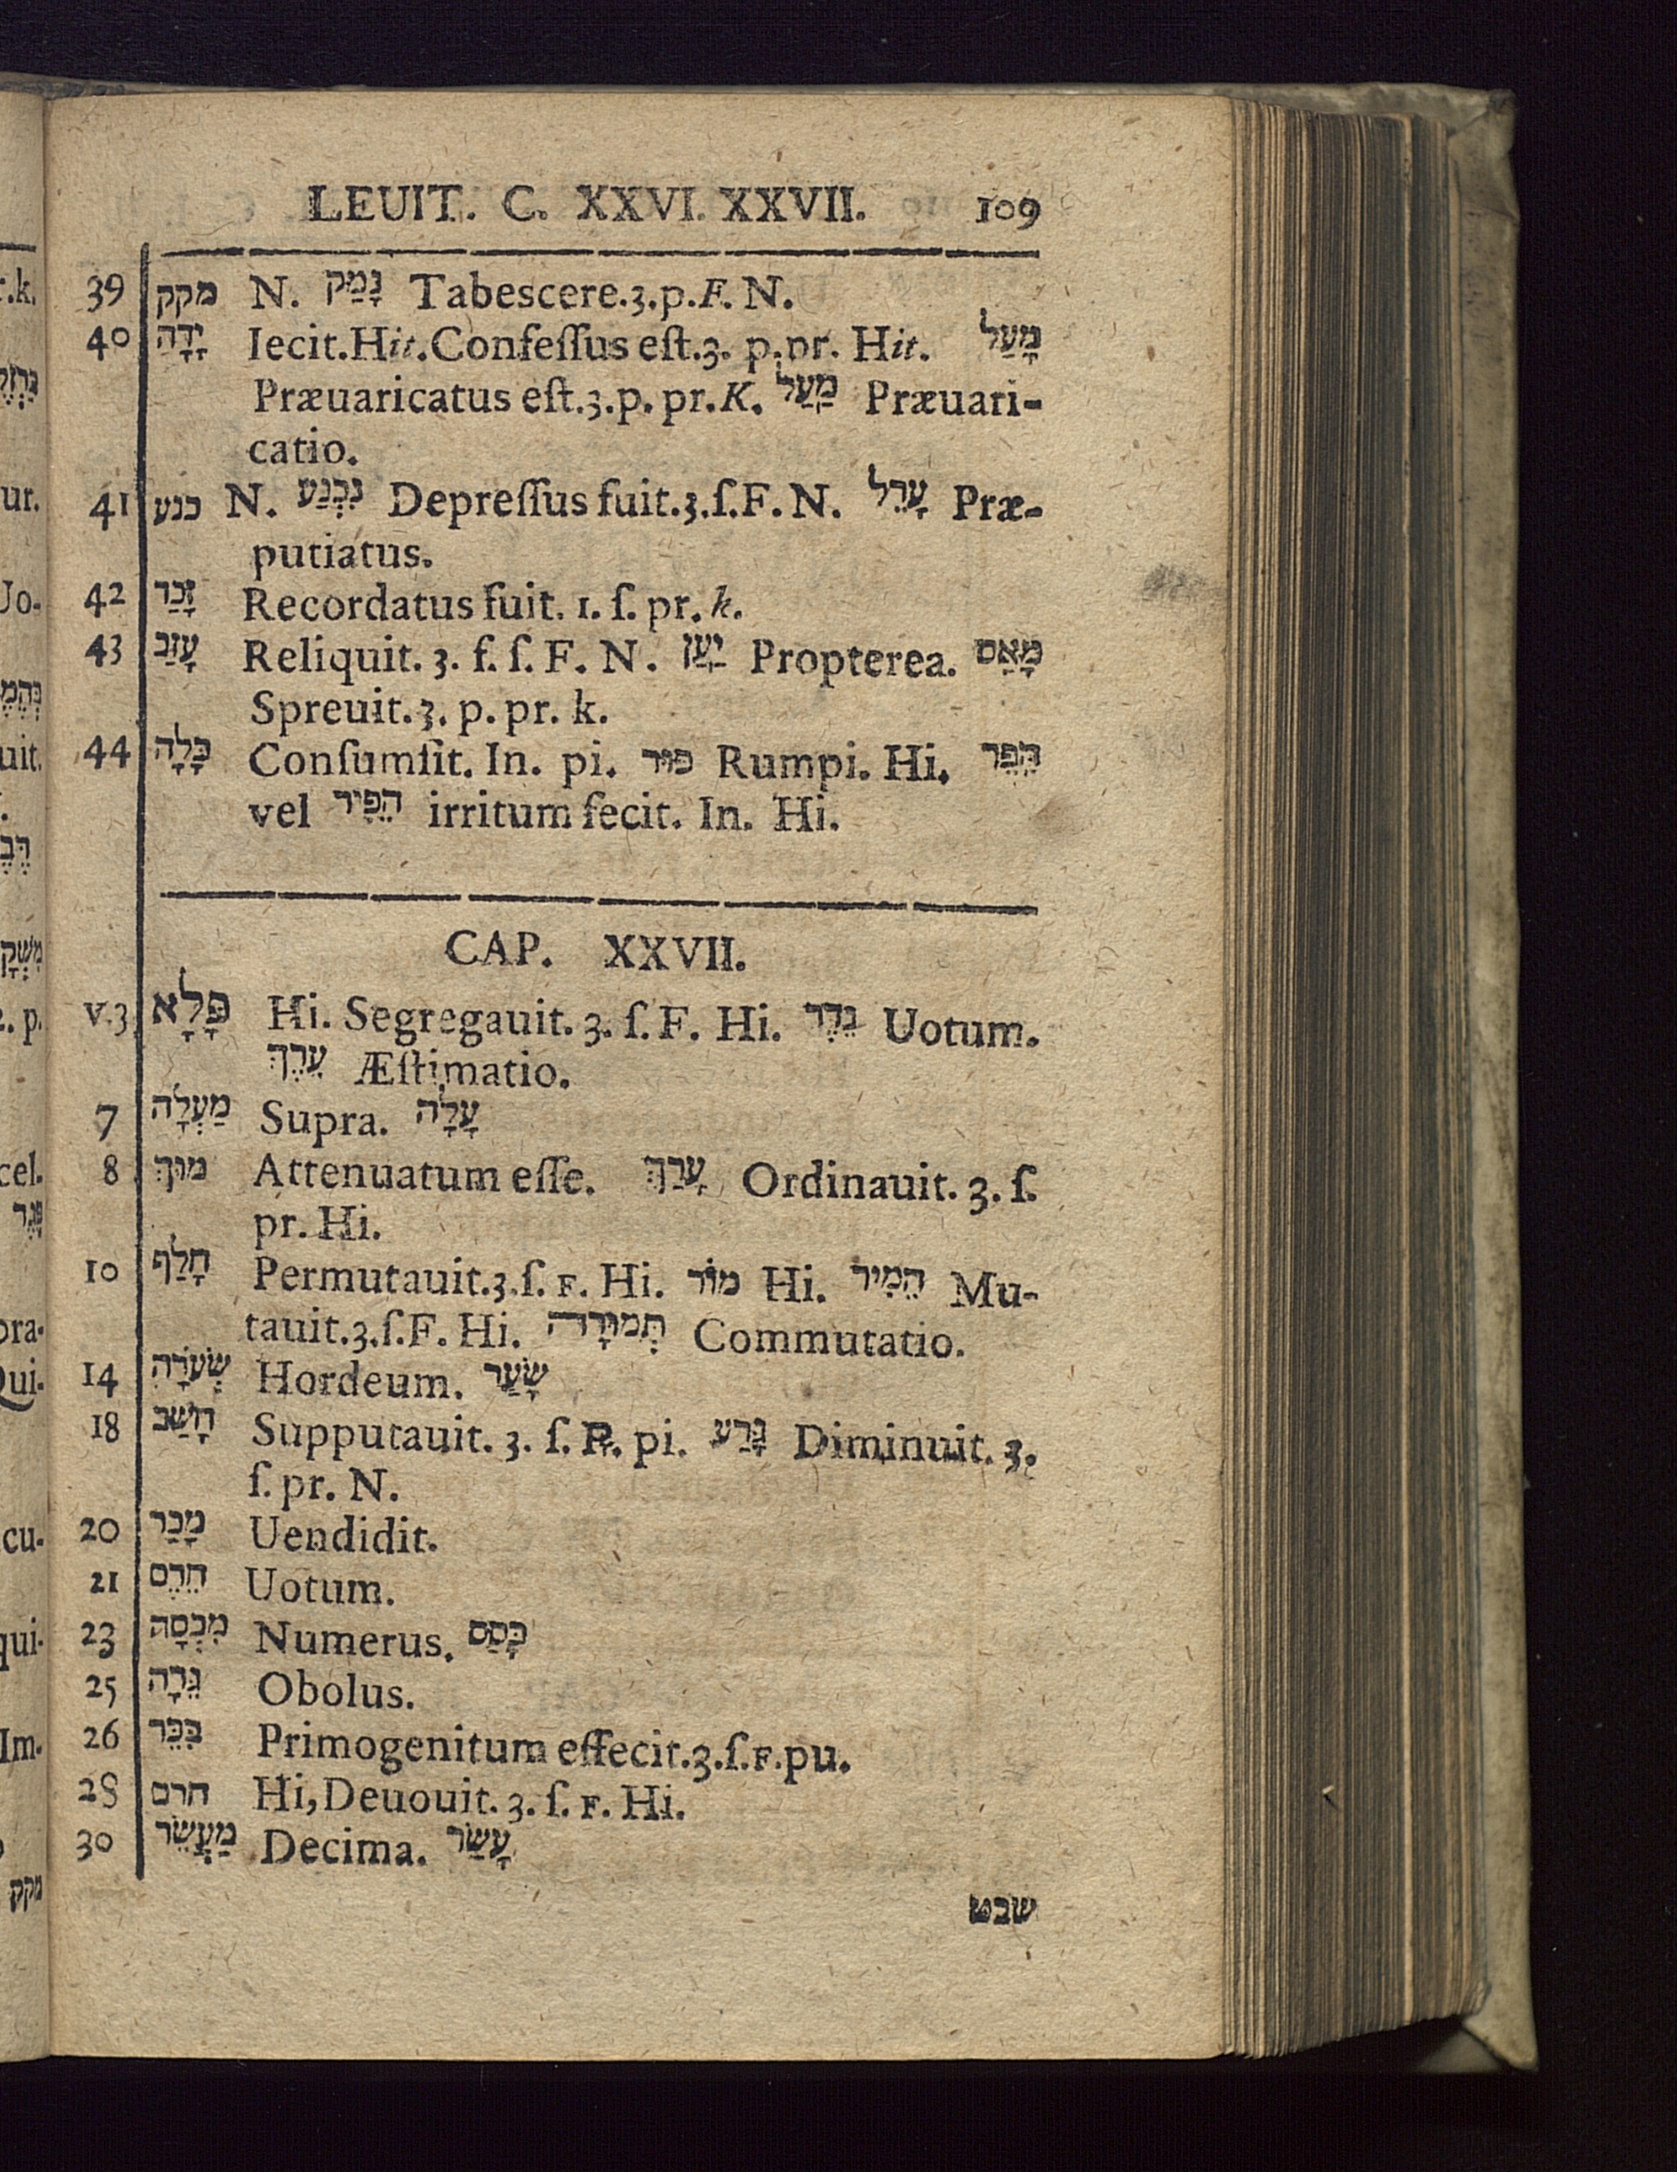 LEUIT. C. XXVI. XXVII. 109
39 מקק N. נָמַק Tabescere.3.p.F. N.
40 יָדָה Iecit.Hit.Confeſſus eſt.3. p.pr. Hit. מָעַל
Præuaricatus eſt.3.p. pr.K. מַעַל Præuari-
catio.
41 כנע N. נִכְנַע Depreſſus fuit.3.ſ.F. N. עָרֵל Præ-
putiatus.
42 זָכַר Recordatus fuit. 1. ſ. pr. k.
43 עָזַב Reliquit. 3. f. ſ. F. N. יַעַן Propterea. מָאַס
Spreuit.3. p. pr. k.
44 כָּלָה Conſumſit. In. pi. פור Rumpi. Hi. הֵפֵר
vel הֵפִיר irritum fecit. In. Hi.
CAP. XXVII.
v.3 פָּלָא Hi. Segregauit. 3. ſ. F. Hi. נֵדֶר Uotum.
עֵרֶךְ Æſtimatio.
7 מַעְלָה Supra. עָלָה
8 מוּךְ Attenuatum eſſe. עָרַךְ Ordinauit. 3. ſ.
pr. Hi.
10 חָלַף Permutauit.3.ſ. F. Hi. מוּר Hi. הֵמִיר Mu-
tauit.3.ſ.F. Hi. תְּמוּרָה Commutatio.
14 שְׂעֹרָה Hordeum. שָׂעַר
18 חָשַׁב Supputauit. 3. ſ. P. pi. גָּרַע Diminuit. 3.
ſ. pr. N.
20 מָכַר Uendidit.
21 חֵרֶם Uotum.
23 מִכְסָה Numerus. כָּסַס
25 גֵּרָה Obolus.
26 בִּכֵּר Primogenitum effecit.3.ſ.F.pu.
28 חרם Hi, Deuouit. 3. ſ. F. Hi.
30 מַעֲשֵׂר Decima. עָשַׂר
שבט